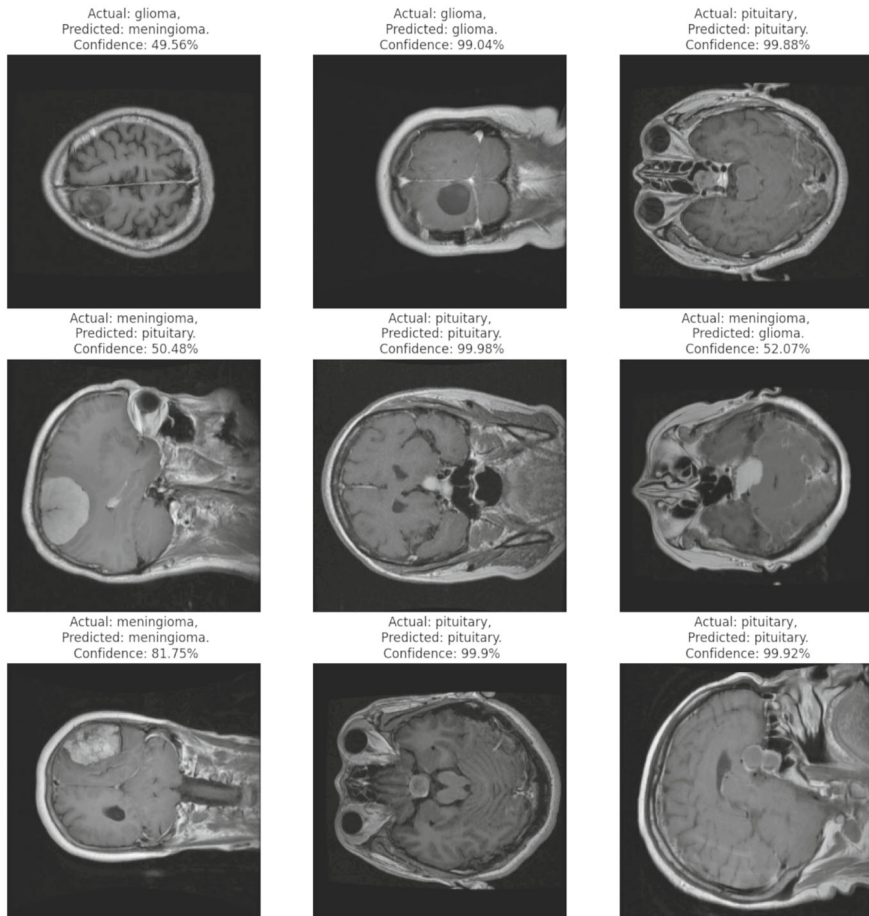 Actual: glioma,
Predicted: meningioma.
Confidence: 49.56%
Actual: glioma,
Predicted: glioma.
Confidence: 99.04%
Actual: pituitary,
Predicted: pituitary.
Confidence: 99.88%
Actual: meningioma,
Predicted: pituitary.
Confidence: 50.48%
Actual: pituitary,
Predicted: pituitary.
Confidence: 99.98%
Actual: meningioma,
Predicted: glioma.
Confidence: 52.07%
Actual: meningioma,
Predicted: meningioma.
Confidence: 81.75%
Actual: pituitary,
Predicted: pituitary.
Confidence: 99.9%
Actual: pituitary,
Predicted: pituitary.
Confidence: 99.92%